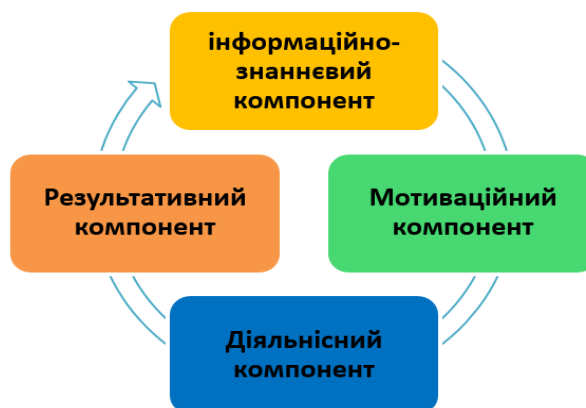 інформаційно-
знаннєвий
компонент
Результативний
компонент
Мотиваційний
компонент
Діяльнісний
компонент